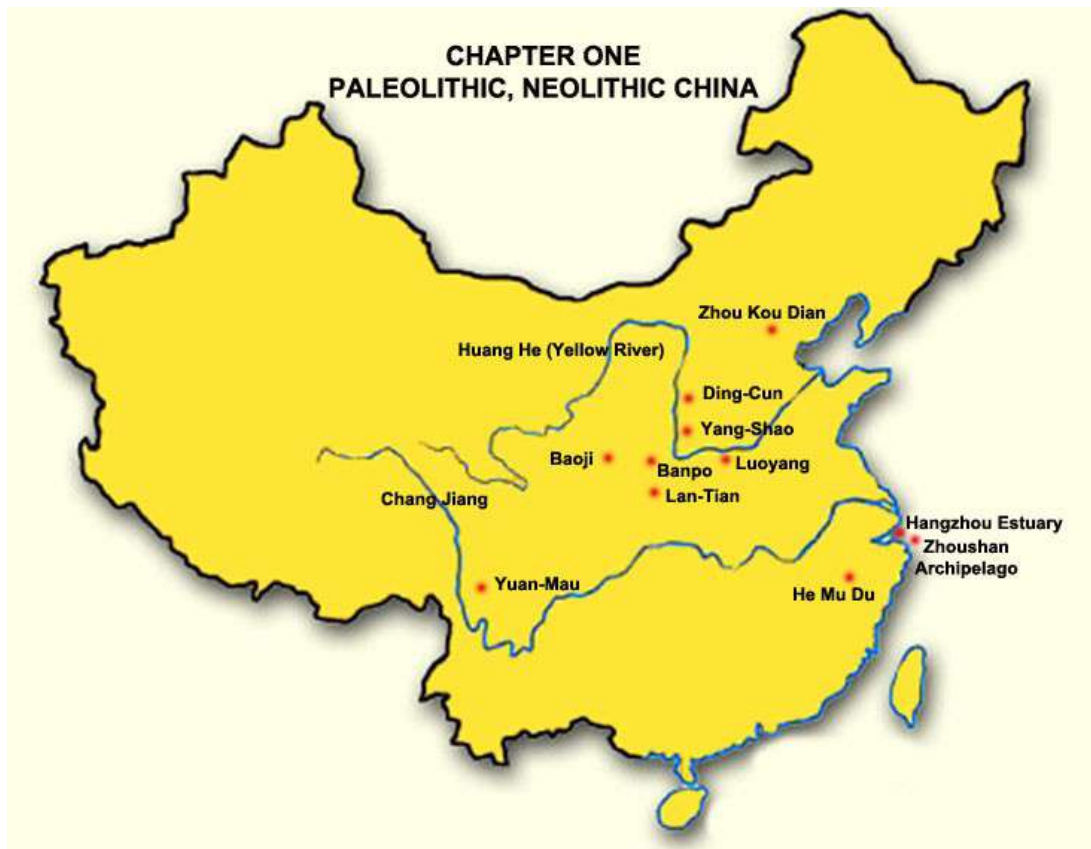 CHAPTER ONE
PALEOLITHIC, NEOLITHIC CHINA
Zhou Kou Dian
Huang He (Yellow River)
Ding-Cun
Yang-Shao
Baoji
Banpo
Luoyang
Lan-Tian
Chang Jiang
Hangzhou Estuary
Zhoushan
Archipelago
Yuan-Mau
He Mu Du